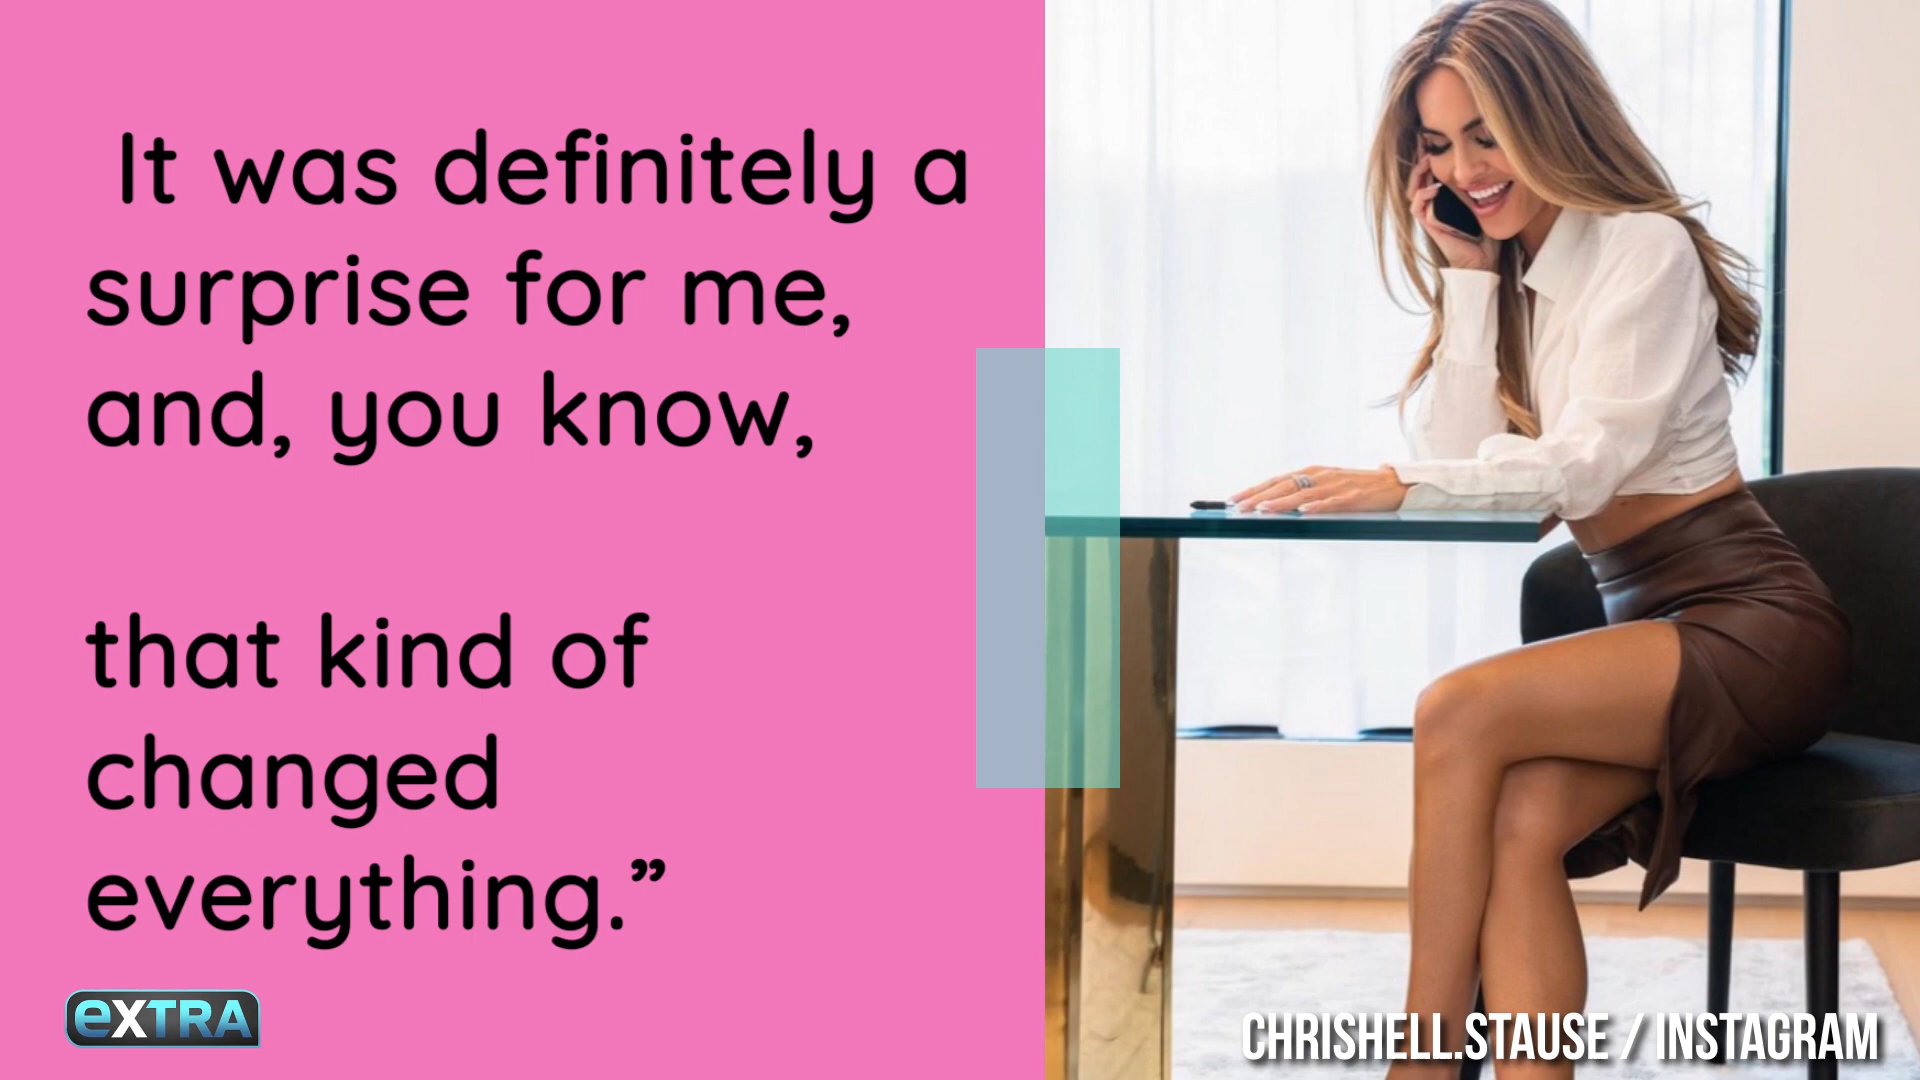 It was definitely a
surprise for me,
and, you know,
that kind of
changed
everything.”
eXTRA
CHRISHELL.STAUSE / INSTAGRAM